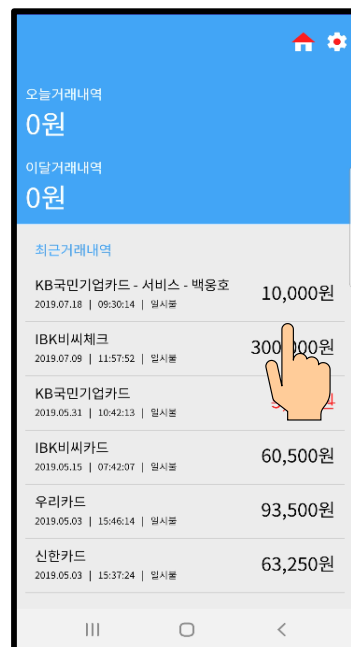 오늘거래내역
0원
이달거래내역
0원
최근거래내역
KB국민기업카드 - 서비스 - 백웅호
2019.07.18 | 09:30:14 | 일시불
10,000원
IBK비씨체크
2019.07.09 | 11:57:52 | 일시불
300,000원
KB국민기업카드
2019.05.31 | 10:42:13 | 일시불
IBK비씨카드
2019.05.15 | 07:42:07 | 일시불
60,500원
우리카드
2019.05.03 | 15:46:14 | 일시불
93,500원
신한카드
2019.05.03 | 15:37:24 | 일시불
63,250원